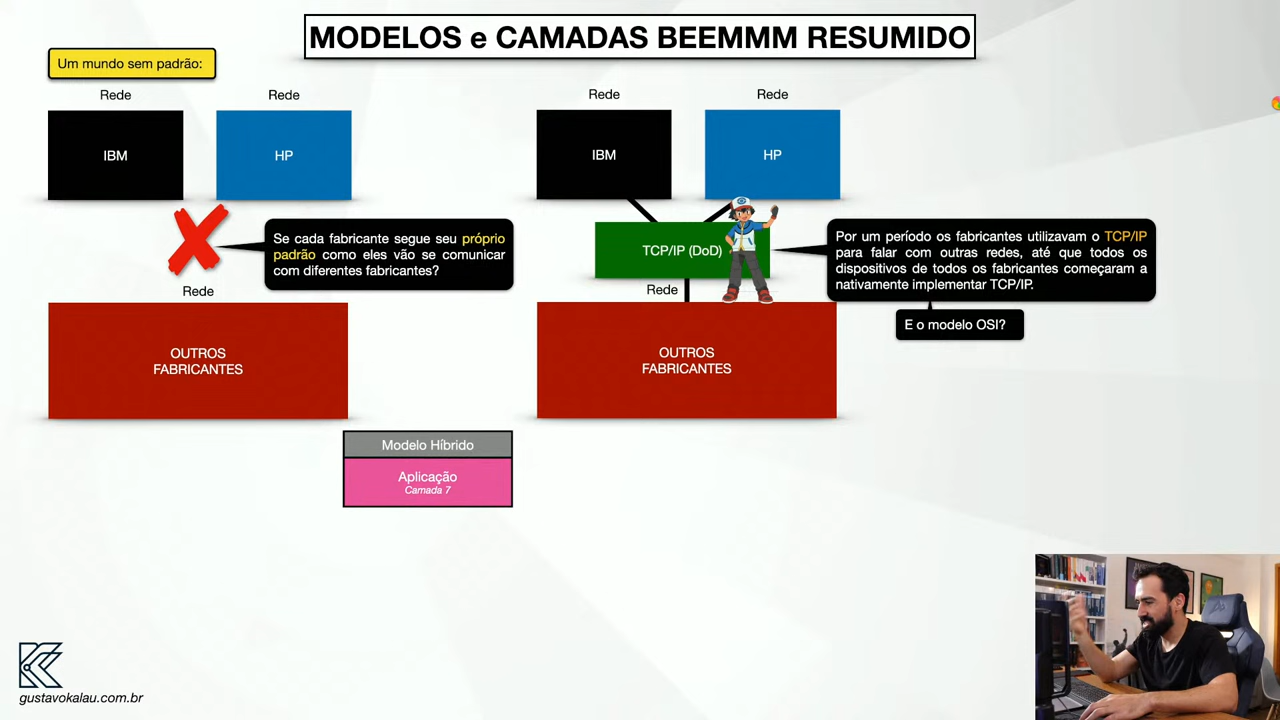 MODELOS e CAMADAS BEEMMM RESUMIDO
Um mundo sem padrão:
Rede
Rede
IBM
HP
Se cada fabricante segue seu próprio
padrão como eles vão se comunicar
com diferentes fabricantes?
Rede
OUTROS
FABRICANTES
Rede
Rede
IBM
HP
TCP/IP (DoD)
Por um período os fabricantes utilizavam o TCP/IP
para falar com outras redes, até que todos os
dispositivos de todos os fabricantes começaram a
nativamente implementar TCP/IP.
E o modelo OSI?
Rede
OUTROS
FABRICANTES
Modelo Híbrido
Aplicação
Camada 7
gustavokalau.com.br